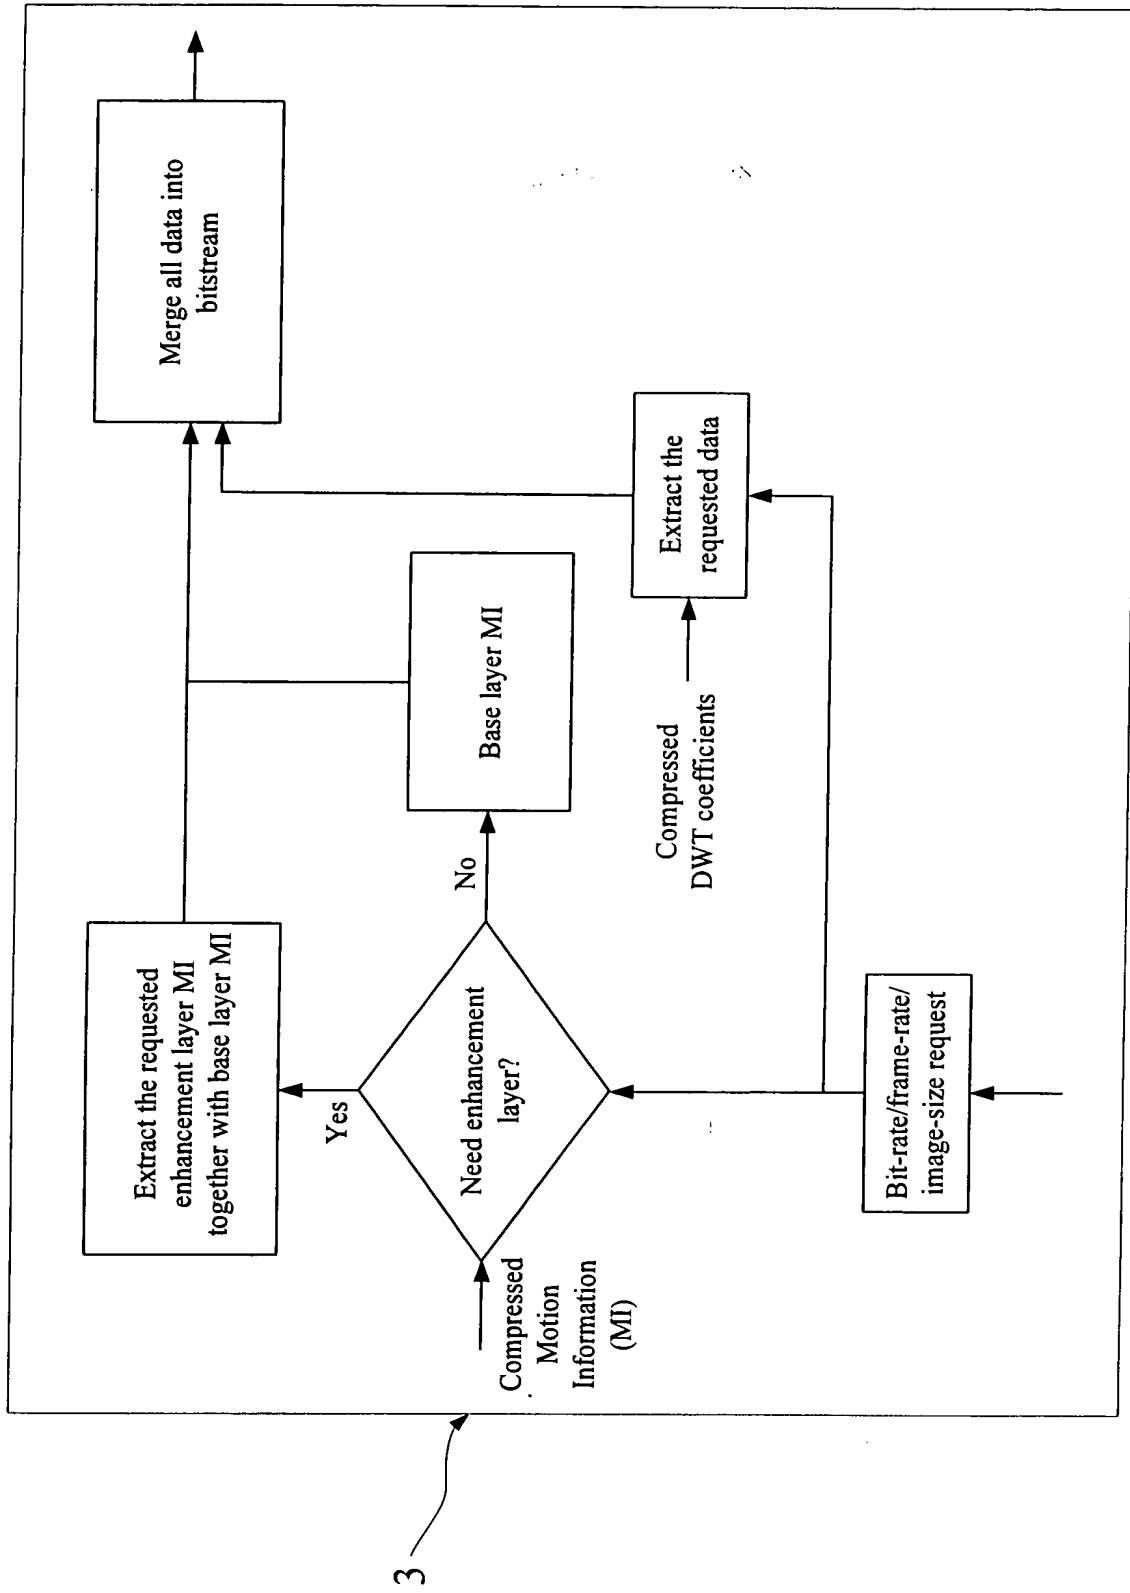 3
Compressed
Motion
Information
(MI)
Need enhancement
layer?
Yes
No
Extract the requested
enhancement layer MI
together with base layer MI
Base layer MI
Bit-rate/frame-rate/
image-size request
Compressed
DWT coefficients
Extract the
requested data
Merge all data into
bitstream